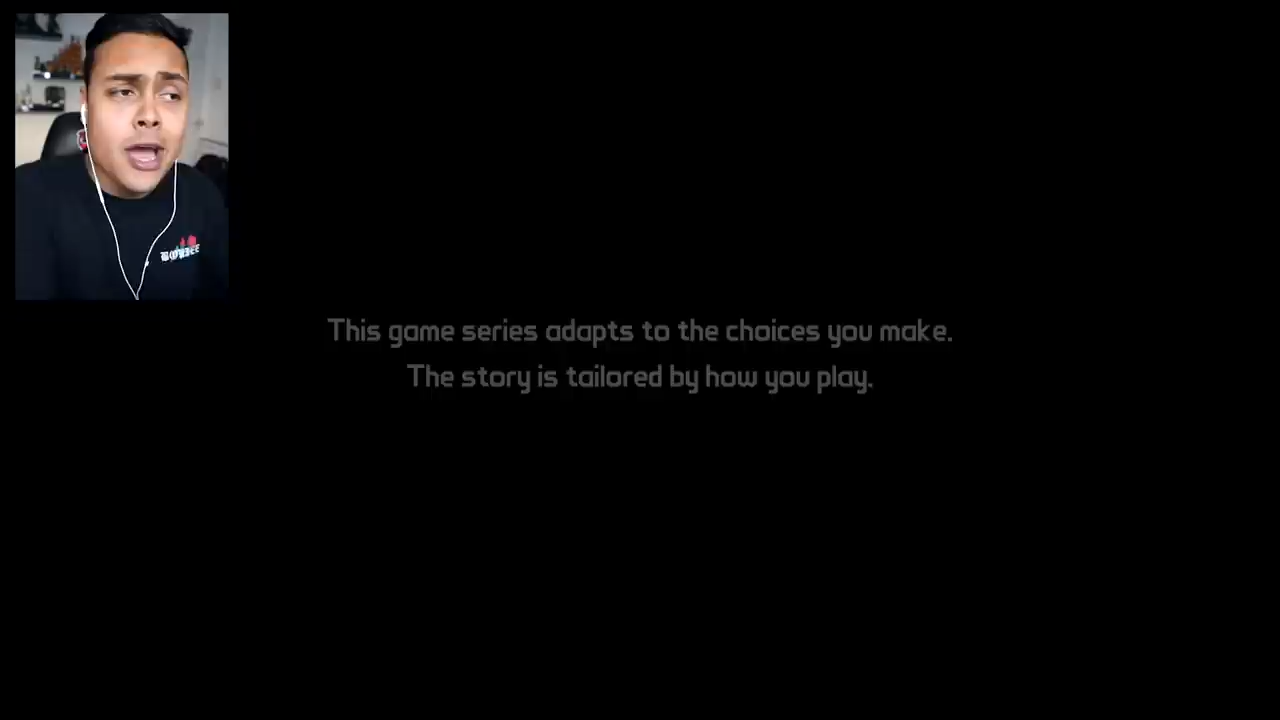 This game series adapts to the choices you make.
The story is tailored by how you play.